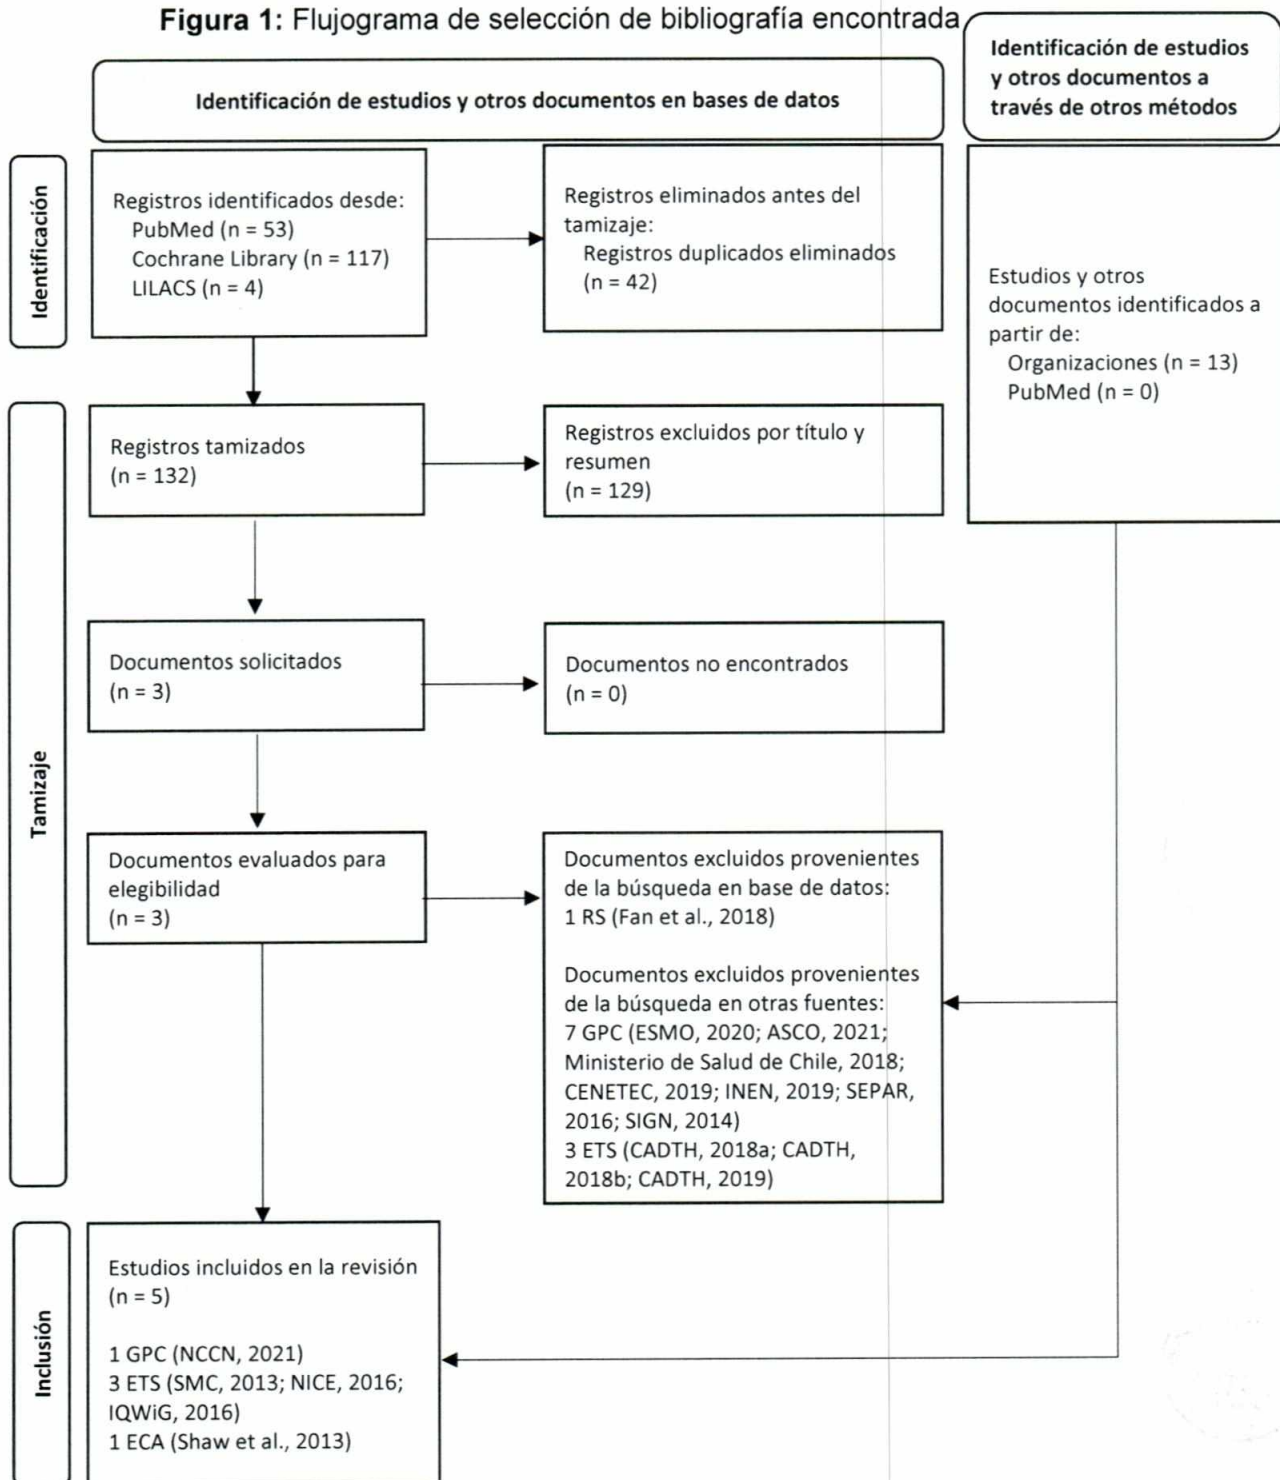 Figura 1: Flujograma de selección de bibliografía encontrada
Identificación de estudios y otros documentos en bases de datos
Identificación de estudios
y otros documentos a
través de otros métodos
Identificación
Registros identificados desde:
PubMed (n = 53)
Cochrane Library (n = 117)
LILACS (n = 4)
Registros eliminados antes del
tamizaje:
Registros duplicados eliminados
(n = 42)
Estudios y otros
documentos identificados a
partir de:
Organizaciones (n = 13)
PubMed (n = 0)
Tamizaje
Registros tamizados
(n = 132)
Registros excluidos por título y
resumen
(n = 129)
Documentos solicitados
(n = 3)
Documentos no encontrados
(n = 0)
Documentos evaluados para
elegibilidad
(n = 3)
Documentos excluidos provenientes
de la búsqueda en base de datos:
1 RS (Fan et al., 2018)
Documentos excluidos provenientes
de la búsqueda en otras fuentes:
7 GPC (ESMO, 2020; ASCO, 2021;
Ministerio de Salud de Chile, 2018;
CENETEC, 2019; INEN, 2019; SEPAR,
2016; SIGN, 2014)
3 ETS (CADTH, 2018a; CADTH,
2018b; CADTH, 2019)
Inclusión
Estudios incluidos en la revisión
(n = 5)
1 GPC (NCCN, 2021)
3 ETS (SMC, 2013; NICE, 2016;
IQWiG, 2016)
1 ECA (Shaw et al., 2013)